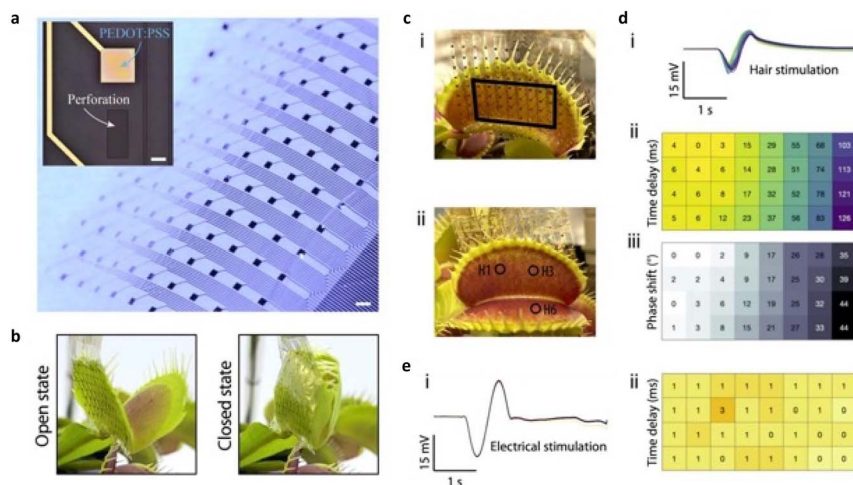 a
PEDOT:PSS
Perforation
b
Open state
Closed state
c
i
ii
H1
H3
H6
d
i
15 mV
1 s
Hair stimulation
ii
Time delay (ms)
4 0 3 15 29 55 68 103
6 4 6 14 28 51 74 113
4 6 8 17 32 52 78 121
5 6 12 23 37 56 83 126
iii
Phase shift (°)
0 0 2 9 17 26 28 35
2 2 4 9 17 25 30 39
0 3 6 12 19 25 32 44
1 3 8 15 21 27 33 44
e
i
15 mV
1 s
Electrical stimulation
ii
Time delay (ms)
1 1 1 1 1 1 1 1
1 1 3 1 1 0 1 0
1 1 1 1 0 1 0 0
1 0 0 1 1 1 0 0